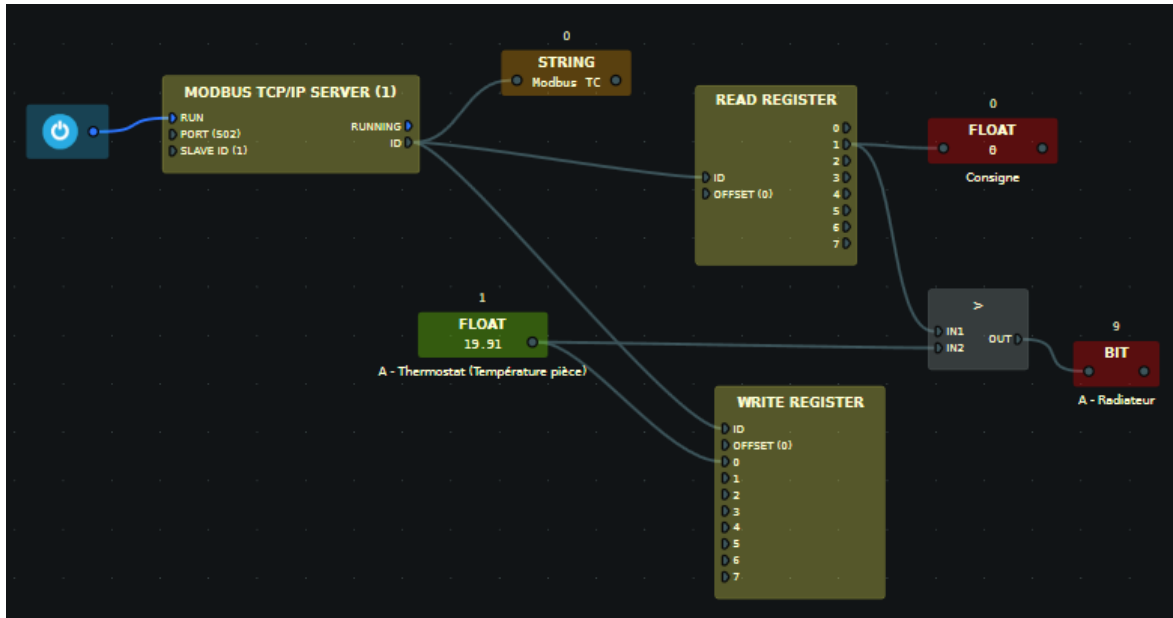 MODBUS TCP/IP SERVER (1)
RUN
PORT (502)
SLAVE ID (1)
RUNNING
ID
0
STRING
Modbus TC
READ REGISTER
ID
OFFSET (0)
0
1
2
3
4
5
6
7
0
FLOAT
0
Consigne
1
FLOAT
19.91
A - Thermostat (Température pièce)
>
IN1
IN2
OUT
9
BIT
A - Radiateur
WRITE REGISTER
ID
OFFSET (0)
0
1
2
3
4
5
6
7